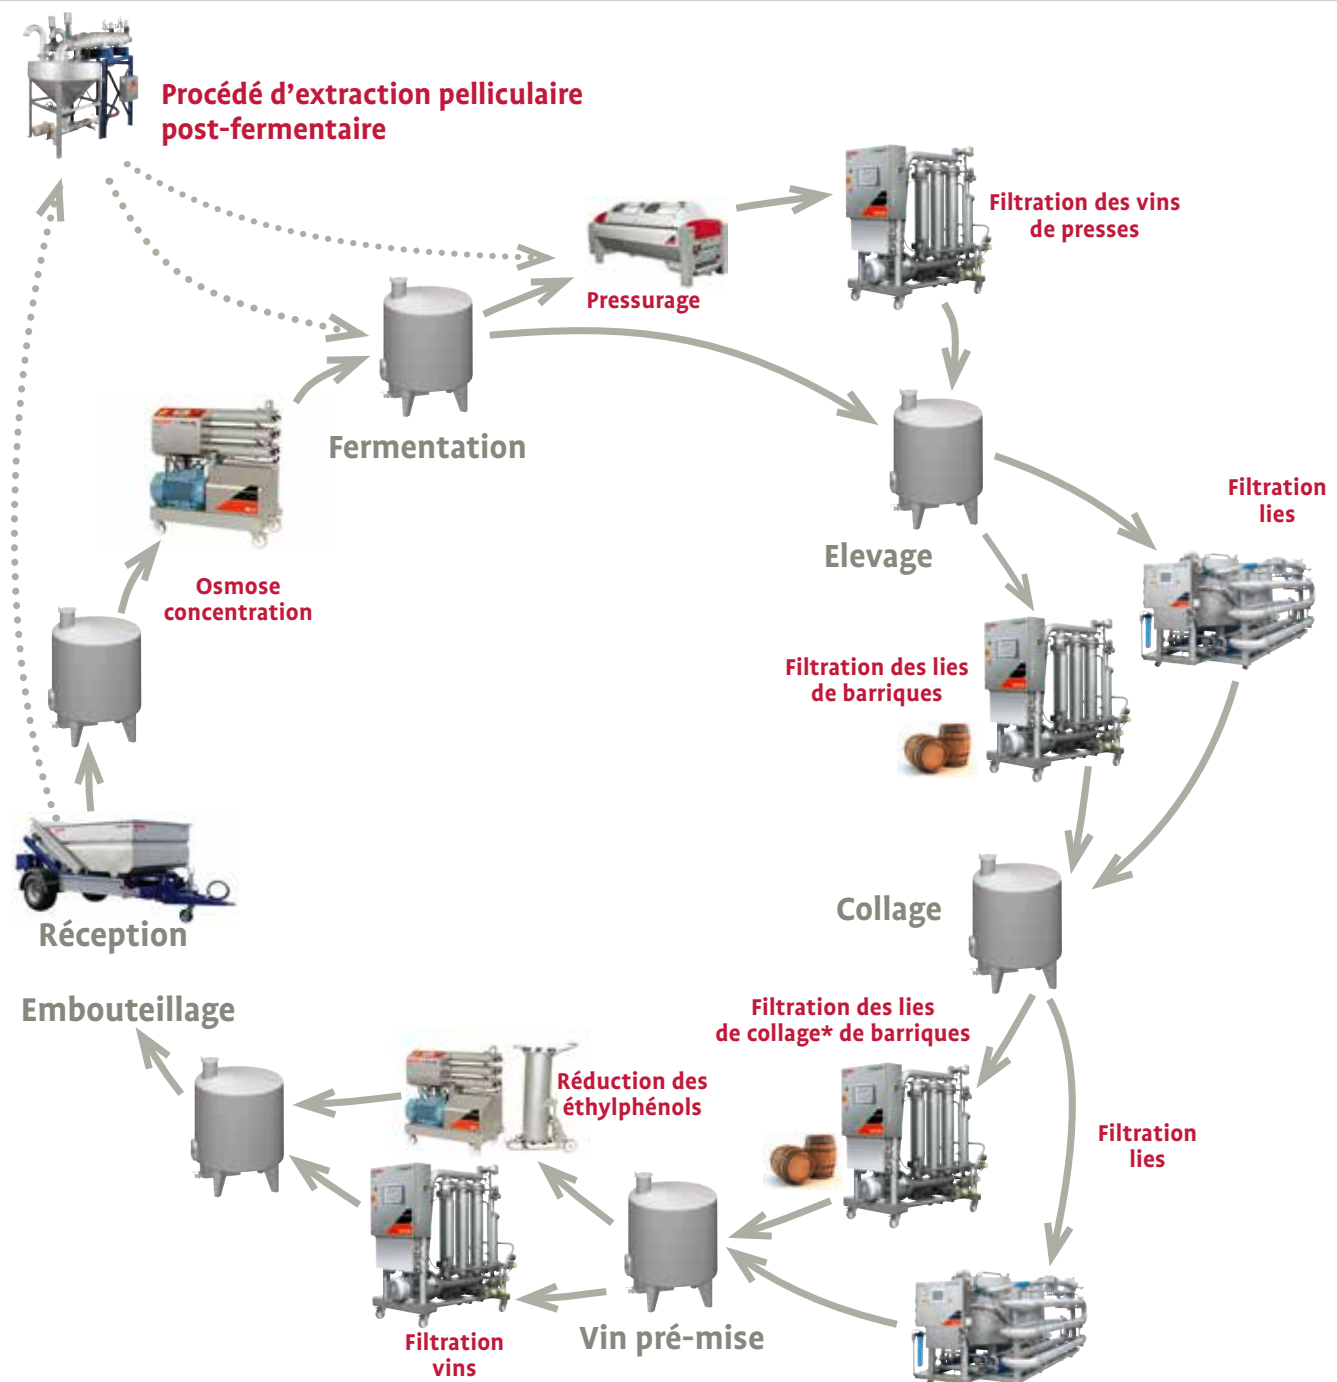 Procédé d’extraction pelliculaire
post-fermentaire
Filtration des vins
de presses
Pressurage
Fermentation
Filtration
lies
Elevage
Osmose
concentration
Filtration des lies
de barriques
Collage
Réception
Embouteillage
Filtration des lies
de collage* de barriques
Réduction des
éthylphénols
Filtration
lies
Vin pré-mise
Filtration
vins